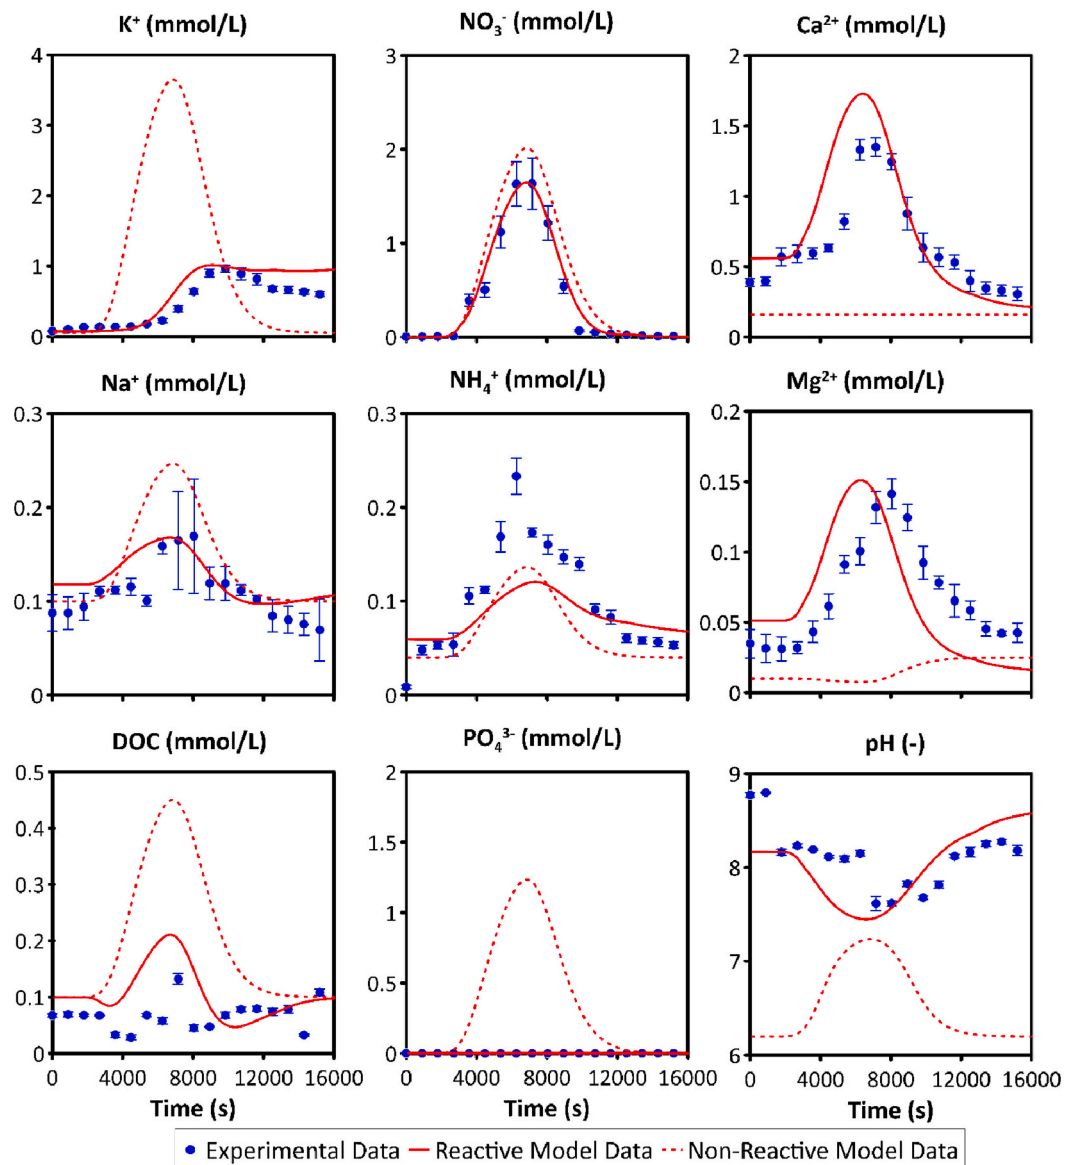 K⁺ (mmol/L) NO₃⁻ (mmol/L) Ca²⁺ (mmol/L)
4 3 2
3 2 1.5
2 1 1
1 0 0.5
0 0
Na⁺ (mmol/L) NH₄⁺ (mmol/L) Mg²⁺ (mmol/L)
0.3 0.3 0.2
0.2 0.2 0.15
0.1 0.1 0.1
0 0 0.05
0
DOC (mmol/L) PO₄³⁻ (mmol/L) pH (-)
0.5 2 9
0.4 1.5 8
0.3 1 7
0.2 0.5 6
0.1 0
0
0 4000 8000 12000 16000 0 4000 8000 12000 16000 0 4000 8000 12000 16000
Time (s) Time (s) Time (s)
Experimental Data Reactive Model Data Non-Reactive Model Data